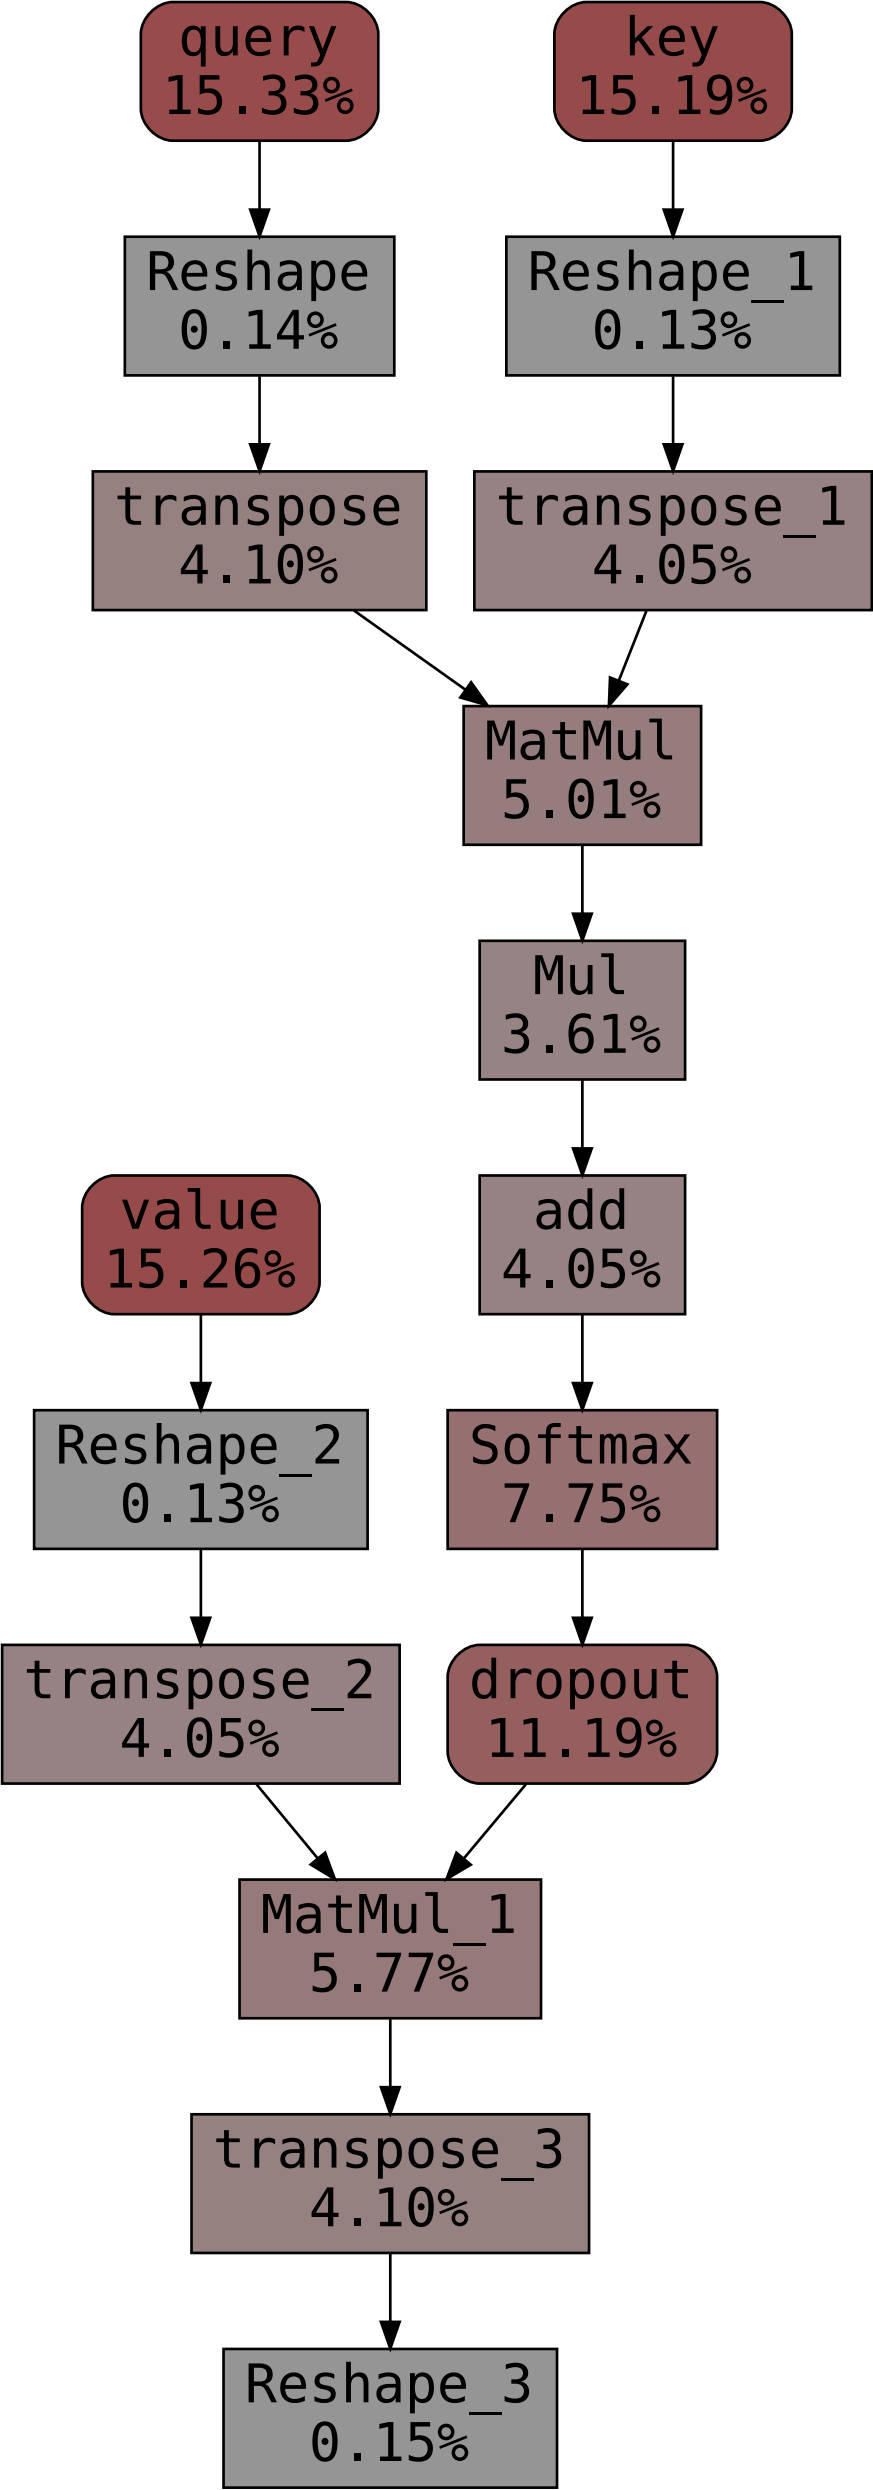 query
15.33%
key
15.19%
Reshape
0.14%
Reshape_1
0.13%
transpose
4.10%
transpose_1
4.05%
MatMul
5.01%
Mul
3.61%
value
15.26%
add
4.05%
Reshape_2
0.13%
Softmax
7.75%
transpose_2
4.05%
dropout
11.19%
MatMul_1
5.77%
transpose_3
4.10%
Reshape_3
0.15%